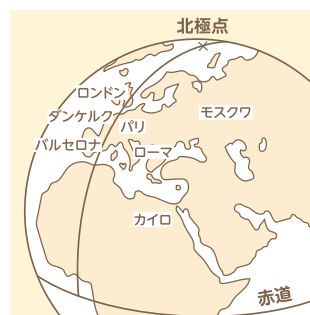 北極点
ロンドン
モスクワ
ダンケルク
パリ
バルセロナ
ローマ
カイロ
赤道